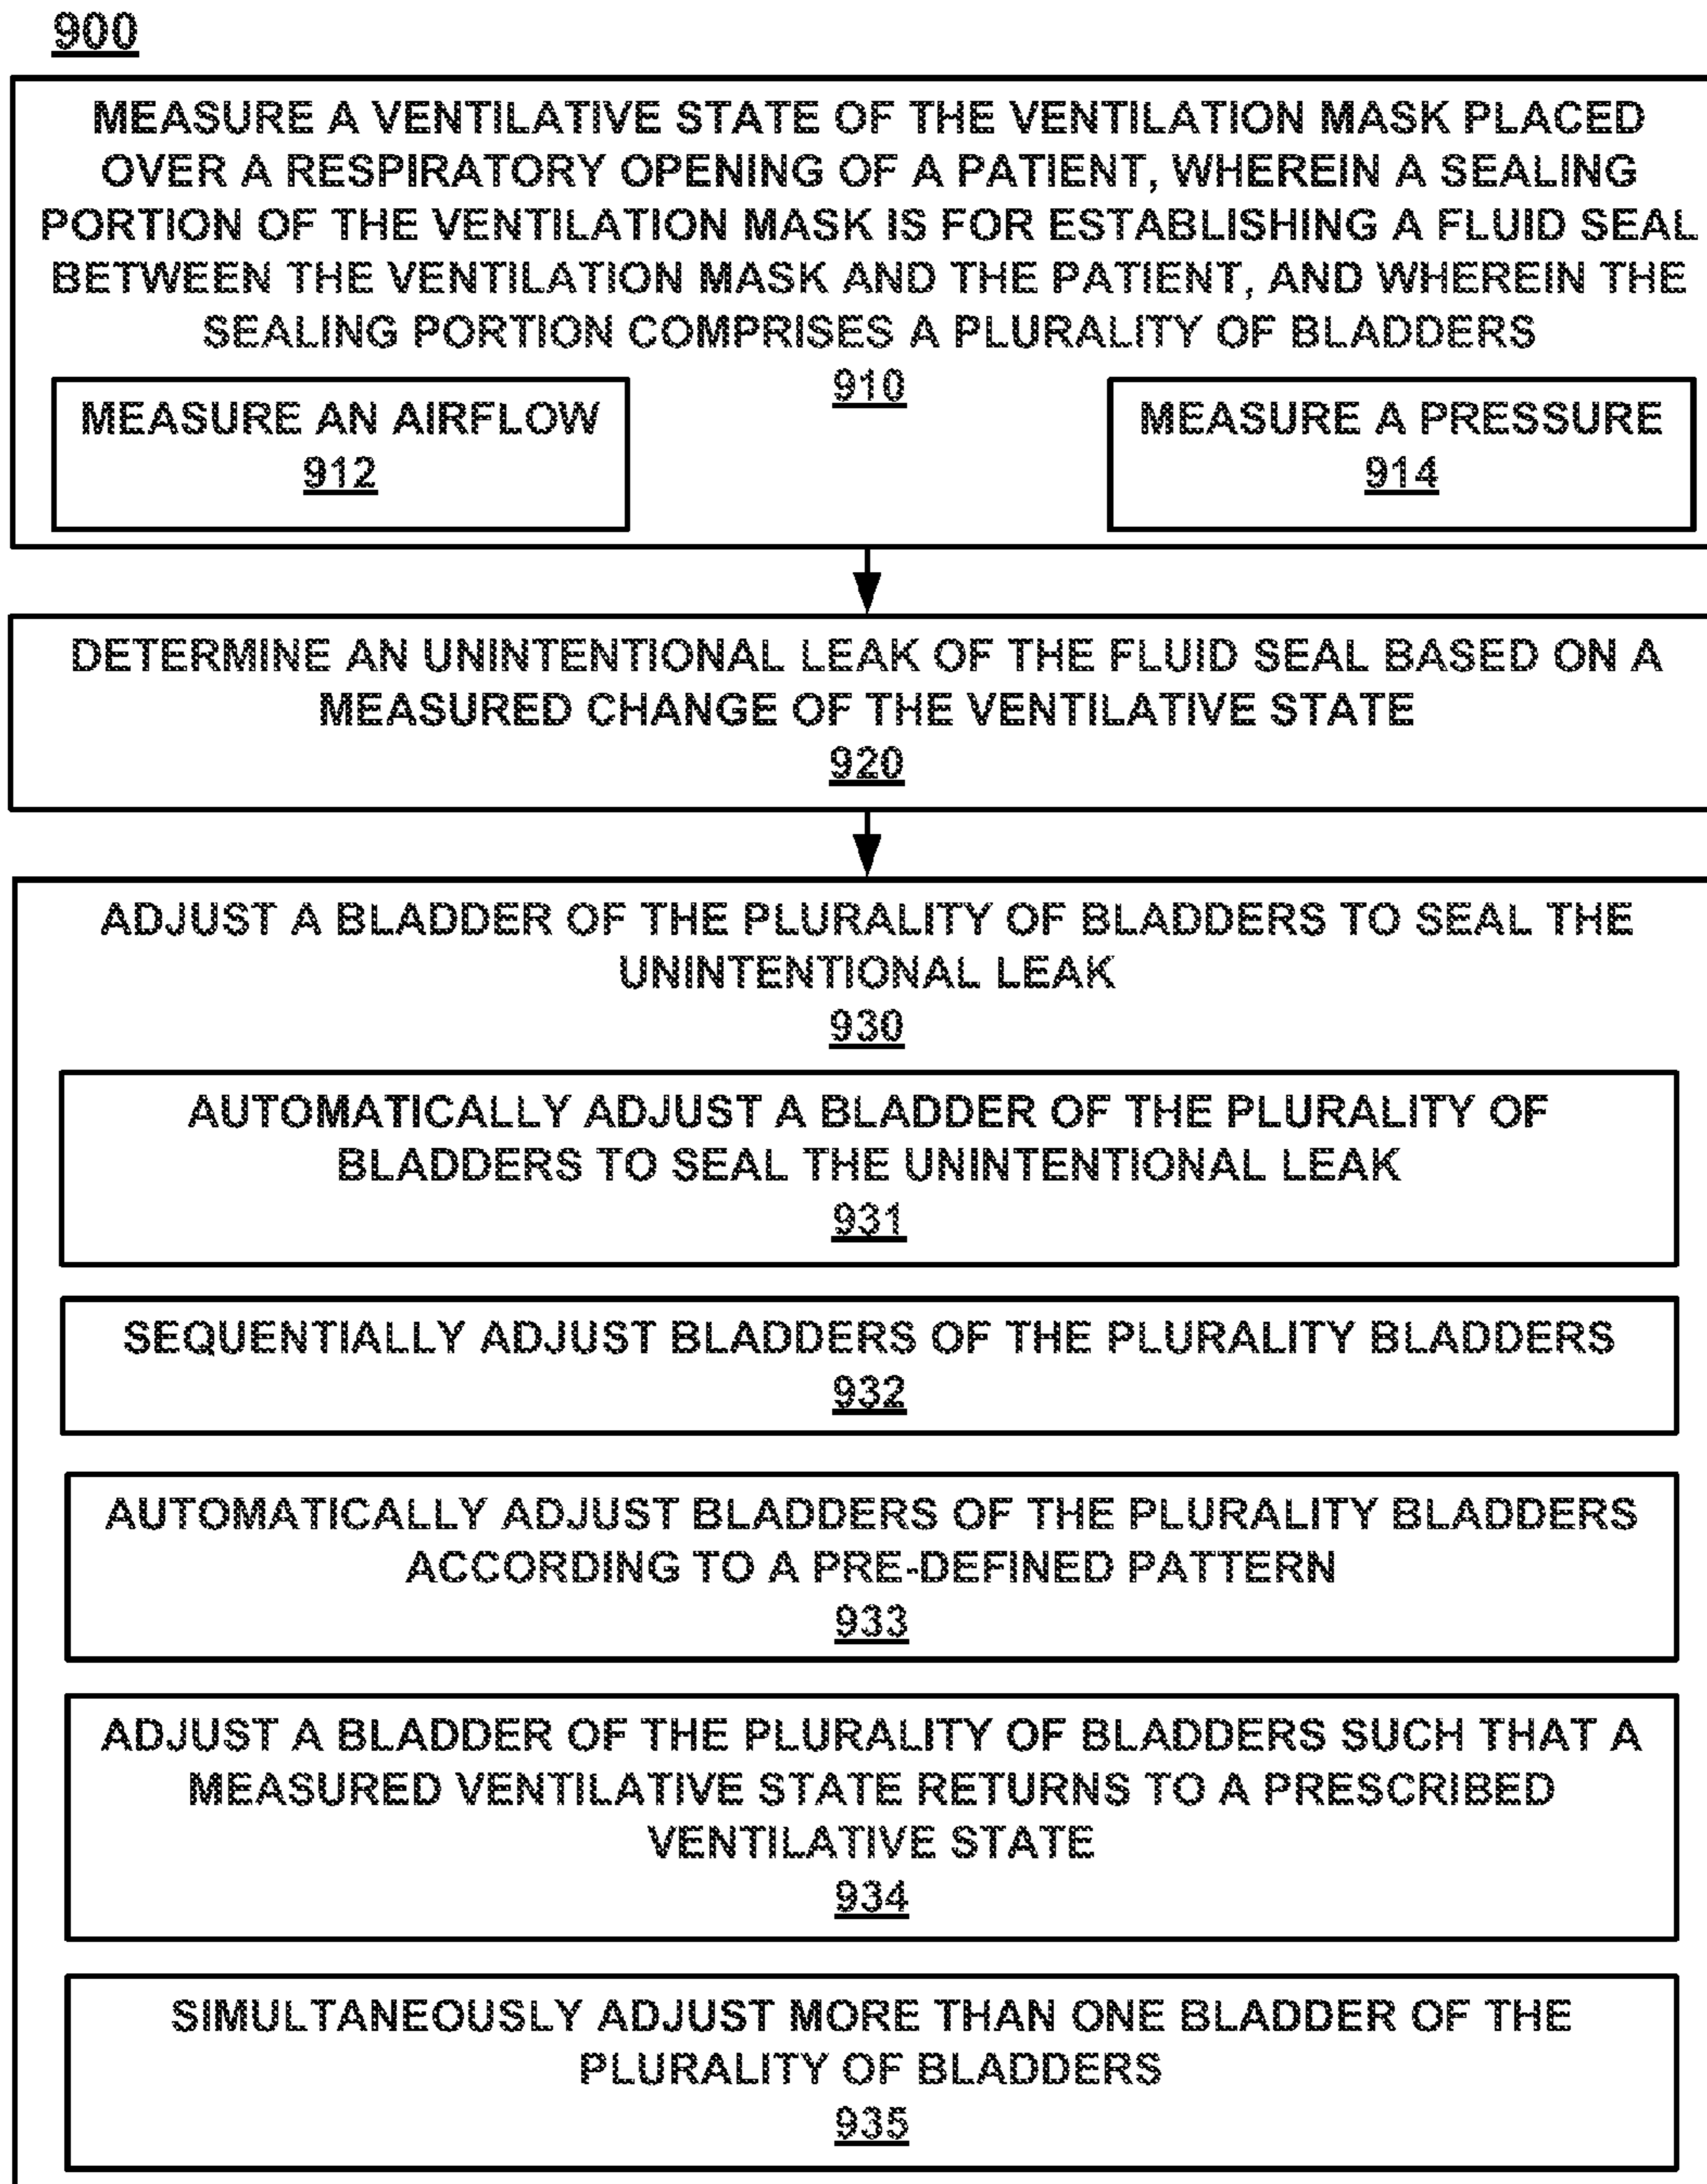 900
MEASURE A VENTILATIVE STATE OF THE VENTILATION MASK PLACED
OVER A RESPIRATORY OPENING OF A PATIENT, WHEREIN A SEALING
PORTION OF THE VENTILATION MASK IS FOR ESTABLISHING A FLUID SEAL
BETWEEN THE VENTILATION MASK AND THE PATIENT, AND WHEREIN THE
SEALING PORTION COMPRISES A PLURALITY OF BLADDERS
910
MEASURE AN AIRFLOW
912
MEASURE A PRESSURE
914
DETERMINE AN UNINTENTIONAL LEAK OF THE FLUID SEAL BASED ON A
MEASURED CHANGE OF THE VENTILATIVE STATE
920
ADJUST A BLADDER OF THE PLURALITY OF BLADDERS TO SEAL THE
UNINTENTIONAL LEAK
930
AUTOMATICALLY ADJUST A BLADDER OF THE PLURALITY OF
BLADDERS TO SEAL THE UNINTENTIONAL LEAK
931
SEQUENTIALLY ADJUST BLADDERS OF THE PLURALITY BLADDERS
932
AUTOMATICALLY ADJUST BLADDERS OF THE PLURALITY BLADDERS
ACCORDING TO A PRE-DEFINED PATTERN
933
ADJUST A BLADDER OF THE PLURALITY OF BLADDERS SUCH THAT A
MEASURED VENTILATIVE STATE RETURNS TO A PRESCRIBED
VENTILATIVE STATE
934
SIMULTANEOUSLY ADJUST MORE THAN ONE BLADDER OF THE
PLURALITY OF BLADDERS
935